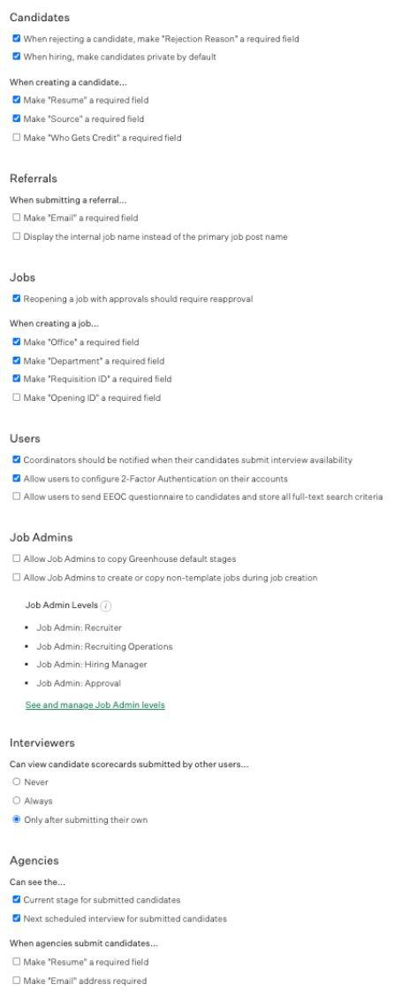 Candidates
When rejecting a candidate, make "Rejection Reason" a required field
When hiring, make candidates private by default
When creating a candidate...
Make "Resume" a required field
Make "Source" a required field
Make "Who Gets Credit" a required field
Referrals
When submitting a referral...
Make "Email" a required field
Display the internal job name instead of the primary job post name
Jobs
Reopening a job with approvals should require reapproval
When creating a job...
Make "Office" a required field
Make "Department" a required field
Make "Requisition ID" a required field
Make "Opening ID" a required field
Users
Coordinators should be notified when their candidates submit interview availability
Allow users to configure 2-Factor Authentication on their accounts
Allow users to send EEOC questionnaire to candidates and store all full-text search criteria
Job Admins
Allow Job Admins to copy Greenhouse default stages
Allow Job Admins to create or copy non-template jobs during job creation
Job Admin Levels i
• Job Admin: Recruiter
• Job Admin: Recruiting Operations
• Job Admin: Hiring Manager
• Job Admin: Approval
See and manage Job Admin levels
Interviewers
Can view candidate scorecards submitted by other users...
Never
Always
Only after submitting their own
Agencies
Can see the...
Current stage for submitted candidates
Next scheduled interview for submitted candidates
When agencies submit candidates...
Make "Resume" a required field
Make "Email" address required